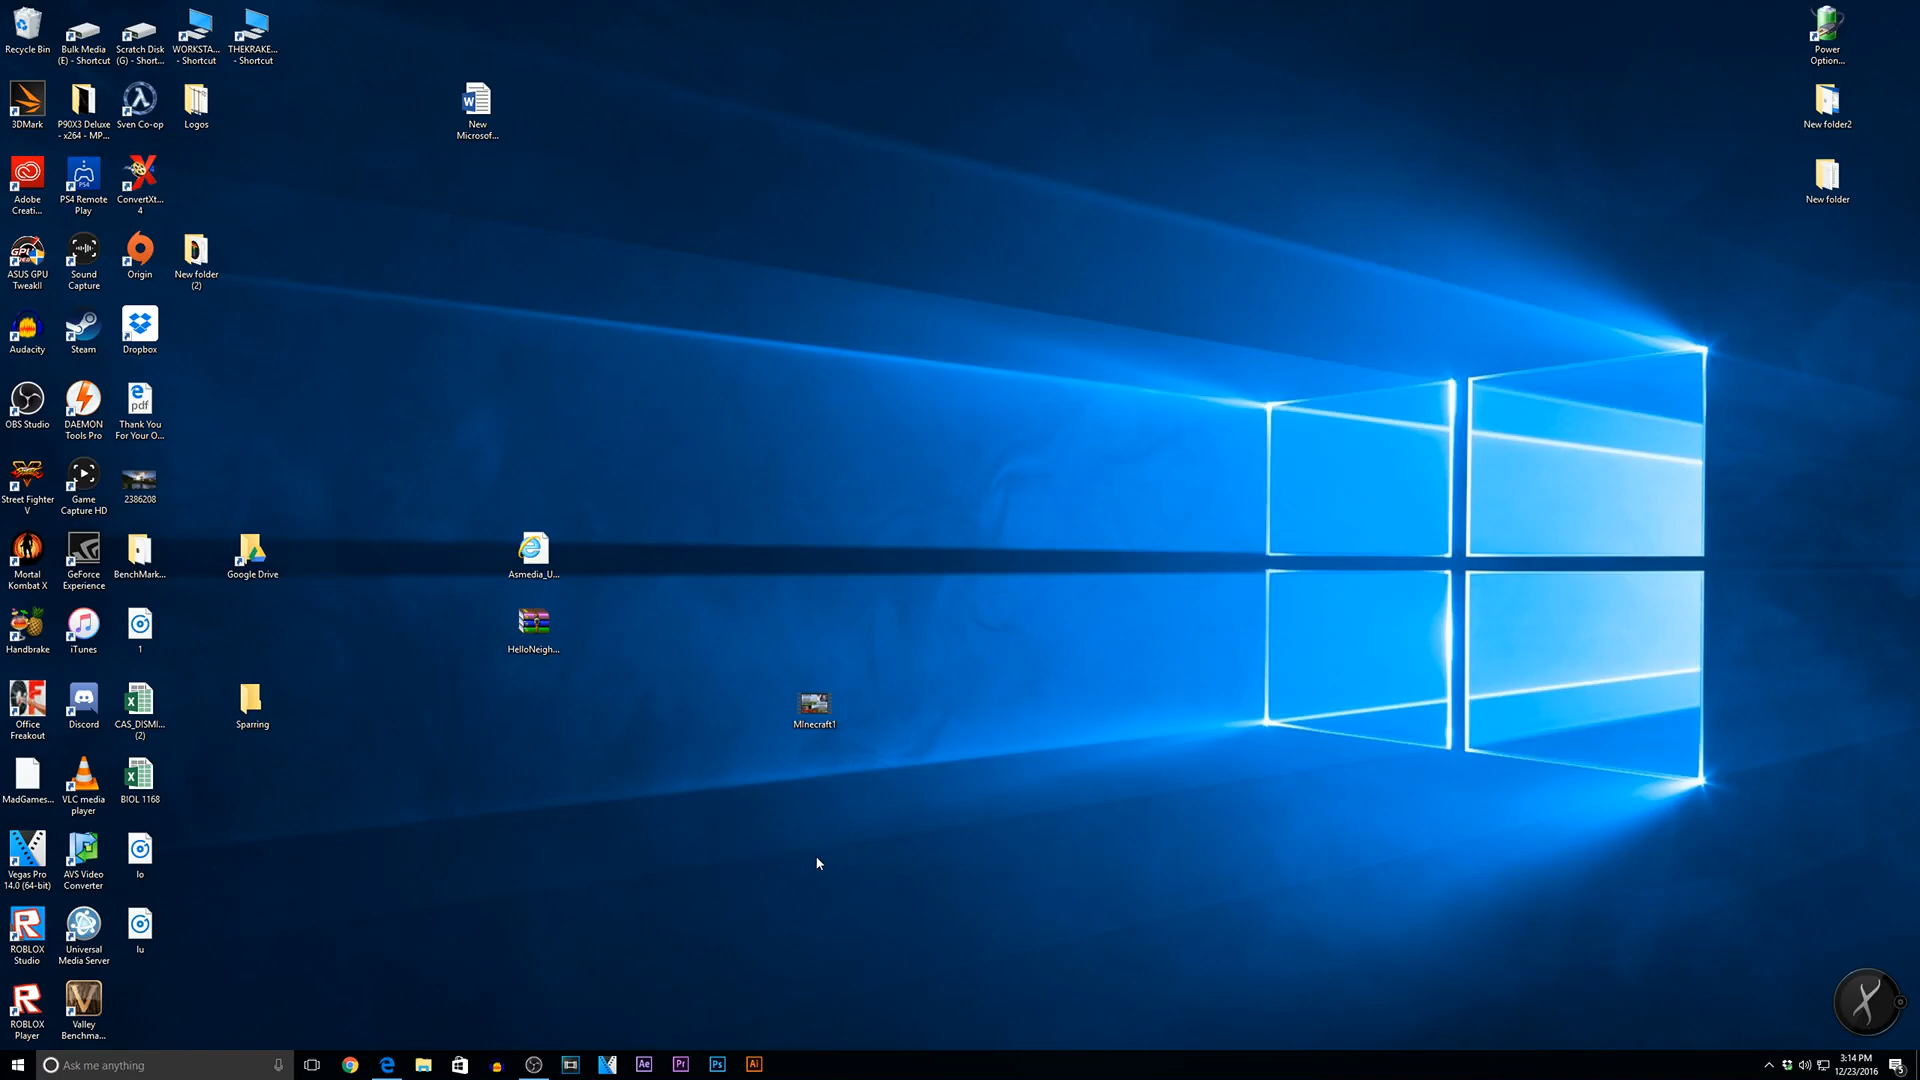 Recycle Bin
Bulk Media
(E) - Shortcut
Scratch Disk
(G) - Short...
WORKSTA...
- Shortcut
THEKRAKE...
- Shortcut
Power
Option...
3DMark
P90X3 Deluxe
- x264 - MP...
Sven Co-op
Logos
New
Microsof...
New folder2
Adobe
Creati...
PS4 Remote
Play
ConvertXt...
4
New folder
ASUS GPU
TweakII
Sound
Capture
Origin
New folder
(2)
Audacity
Steam
Dropbox
OBS Studio
DAEMON
Tools Pro
pdf
Thank You
For Your O...
Street Fighter
V
Game
Capture HD
2386208
Mortal
Kombat X
GeForce
Experience
BenchMark...
Google Drive
Asmedia_U...
Handbrake
iTunes
1
HelloNeigh...
Office
Freakout
Discord
CAS_DISMI...
(2)
Sparring
MInecraft1
MadGames...
VLC media
player
BIOL 1168
Vegas Pro
14.0 (64-bit)
AVS Video
Converter
lo
ROBLOX
Studio
Universal
Media Server
lu
ROBLOX
Player
Valley
Benchma...
Ask me anything
Ae
Pr
Ps
Ai
3:14 PM
12/23/2016
5